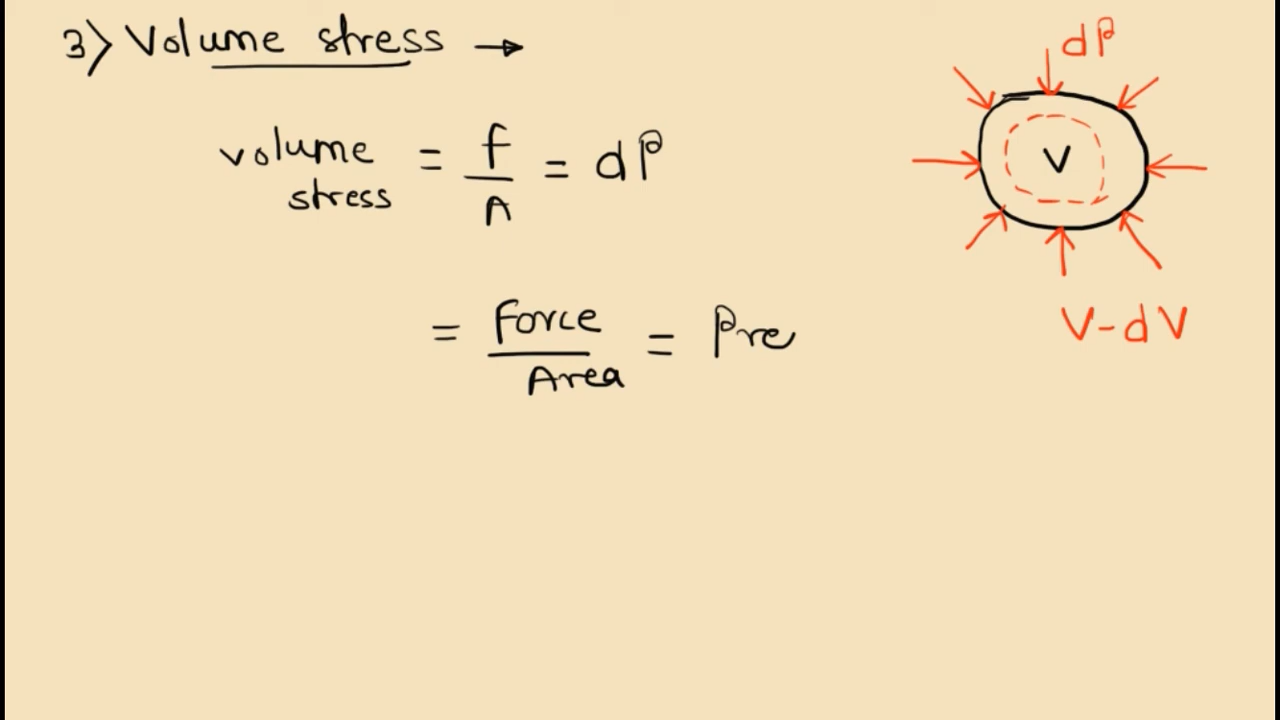 3) Volume stress →
volume stress = f/A = dP
= Force/Area = Pre
dP
V
V-dV